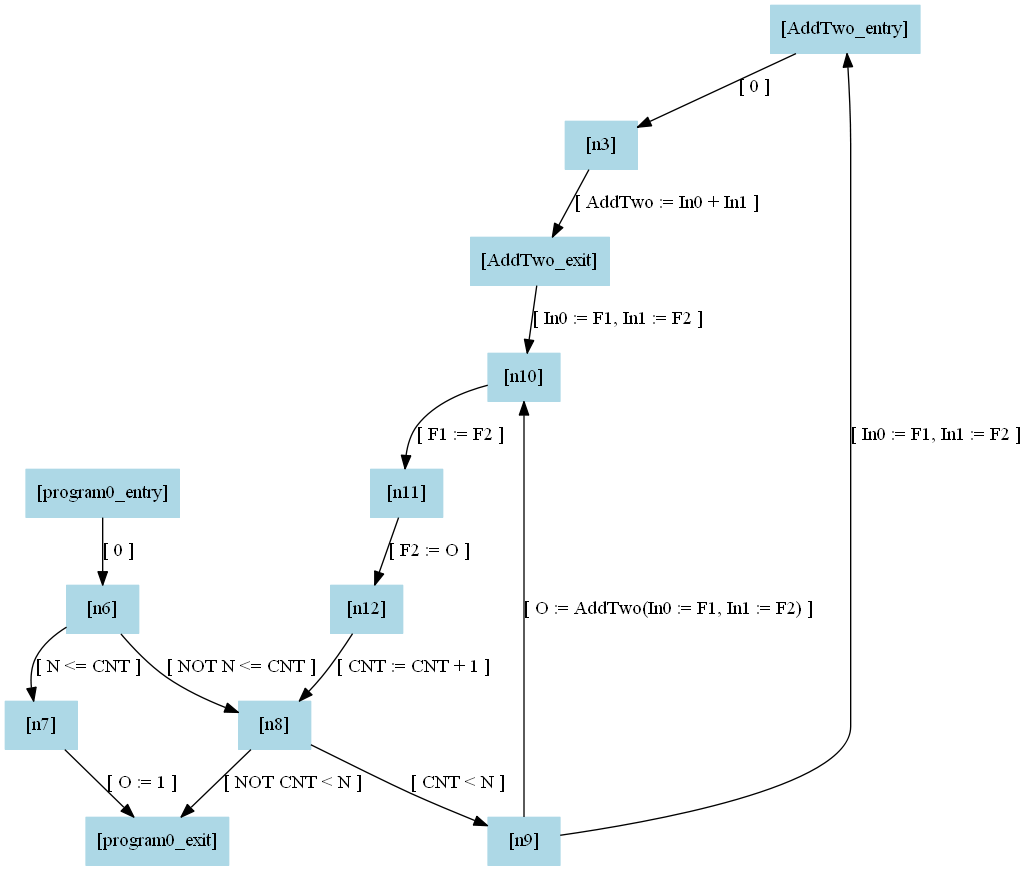 [AddTwo_entry]
[ 0 ]
[n3]
[ AddTwo := In0 + In1 ]
[AddTwo_exit]
[ In0 := F1, In1 := F2 ]
[n10]
[ F1 := F2 ]
[ In0 := F1, In1 := F2 ]
[program0_entry]
[n11]
[ 0 ]
[ F2 := O ]
[n6]
[n12]
[ O := AddTwo(In0 := F1, In1 := F2) ]
[ N <= CNT ]
[ NOT N <= CNT ]
[ CNT := CNT + 1 ]
[n7]
[n8]
[ O := 1 ]
[ NOT CNT < N ]
[ CNT < N ]
[program0_exit]
[n9]